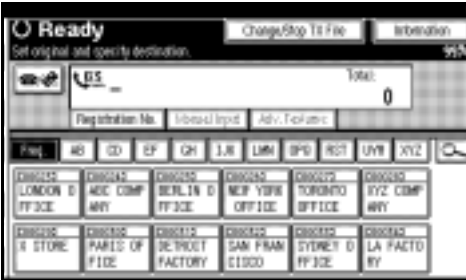 Ready
Change/Stop TX File
Information
Set original and specify destination.
99%
G3
Total:
0
Registration No.
Manual Input
Adv. Features
Freq.
AB
CD
EF
GH
IJK
LMN
OPQ
RST
UVW
XYZ
LONDON O
FFICE
ABC COMP
ANY
BERLIN O
FFICE
NEW YORK
OFFICE
TORONTO
OFFICE
XYZ COMP
ANY
X STORE
PARIS OF
FICE
DETROIT
FACTORY
SAN FRAN
CISCO
SYDNEY O
FFICE
LA FACTO
RY